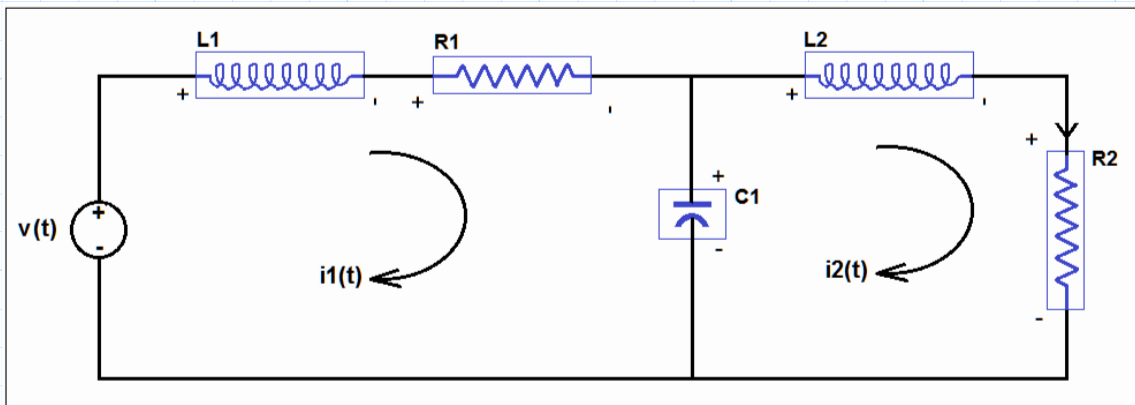 L1
R1
L2
+
-
+
-
+
-
+
R2
+
C1
-
v(t)
+
-
i1(t)
i2(t)
-